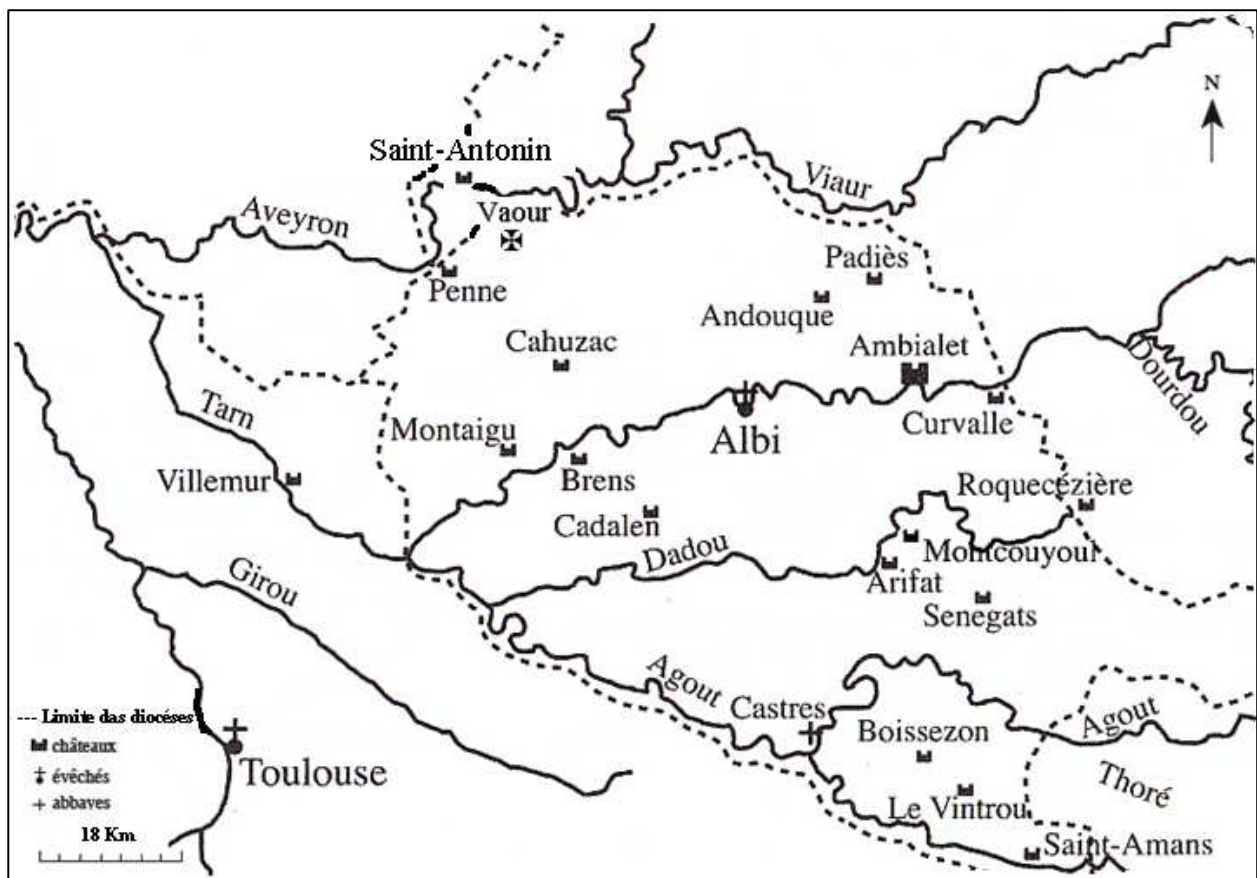 N
Saint-Antonin
Viaur
Aveyron
Vaour
Padiès
Penne
Andouque
Cahuzac
Ambialet
Dourdou
Tarn
Montaigu
Albi
Curvalle
Villemur
Brens
Roquecézière
Cadalen
Dadou
Montcouyoul
Girou
Arifat
Senegats
Agout
Castres
Agout
Boissezon
--- Limite das diocéses
châteaux
Toulouse
Thoré
évêchés
Le Vintrou
abbayes
18 Km
Saint-Amans